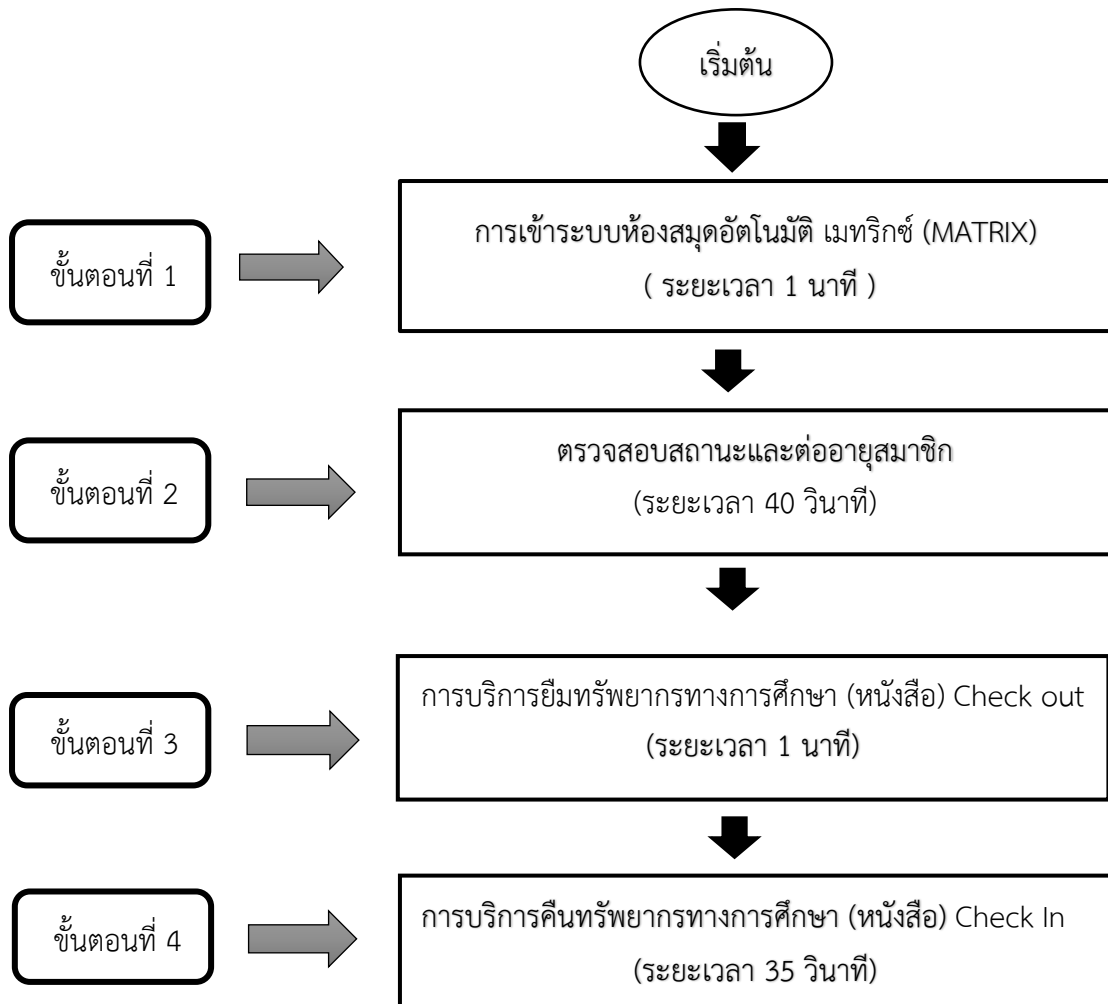 เริ่มต้น
ขั้นตอนที่ 1
การเข้าระบบห้องสมุดอัตโนมัติ เมทริกซ์ (MATRIX)
( ระยะเวลา 1 นาที )
ขั้นตอนที่ 2
ตรวจสอบสถานะและต่ออายุสมาชิก
(ระยะเวลา 40 วินาที)
ขั้นตอนที่ 3
การบริการยืมทรัพยากรทางการศึกษา (หนังสือ) Check out
(ระยะเวลา 1 นาที)
ขั้นตอนที่ 4
การบริการคืนทรัพยากรทางการศึกษา (หนังสือ) Check In
(ระยะเวลา 35 วินาที)